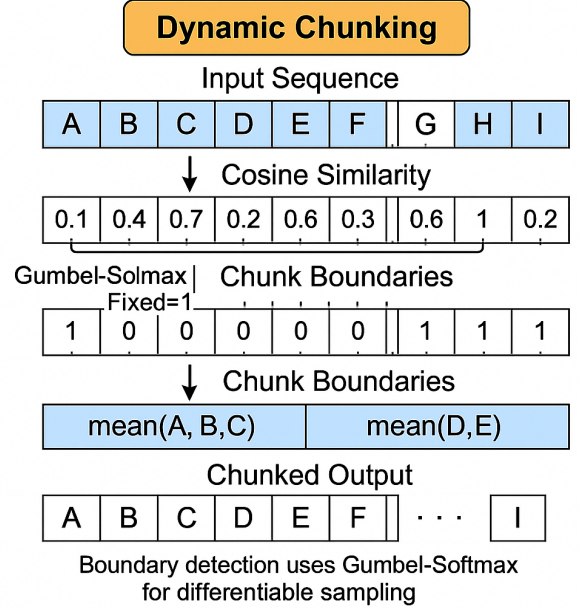 Dynamic Chunking
Input Sequence
A B C D E F G H I
Cosine Similarity
0.1 0.4 0.7 0.2 0.6 0.3 0.6 1 0.2
Gumbel-Solmax
Chunk Boundaries
Fixed=1
1 0 0 0 0 0 1 1 1
Chunk Boundaries
mean(A, B,C) mean(D,E)
Chunked Output
A B C D E F ... I
Boundary detection uses Gumbel-Softmax
for differentiable sampling